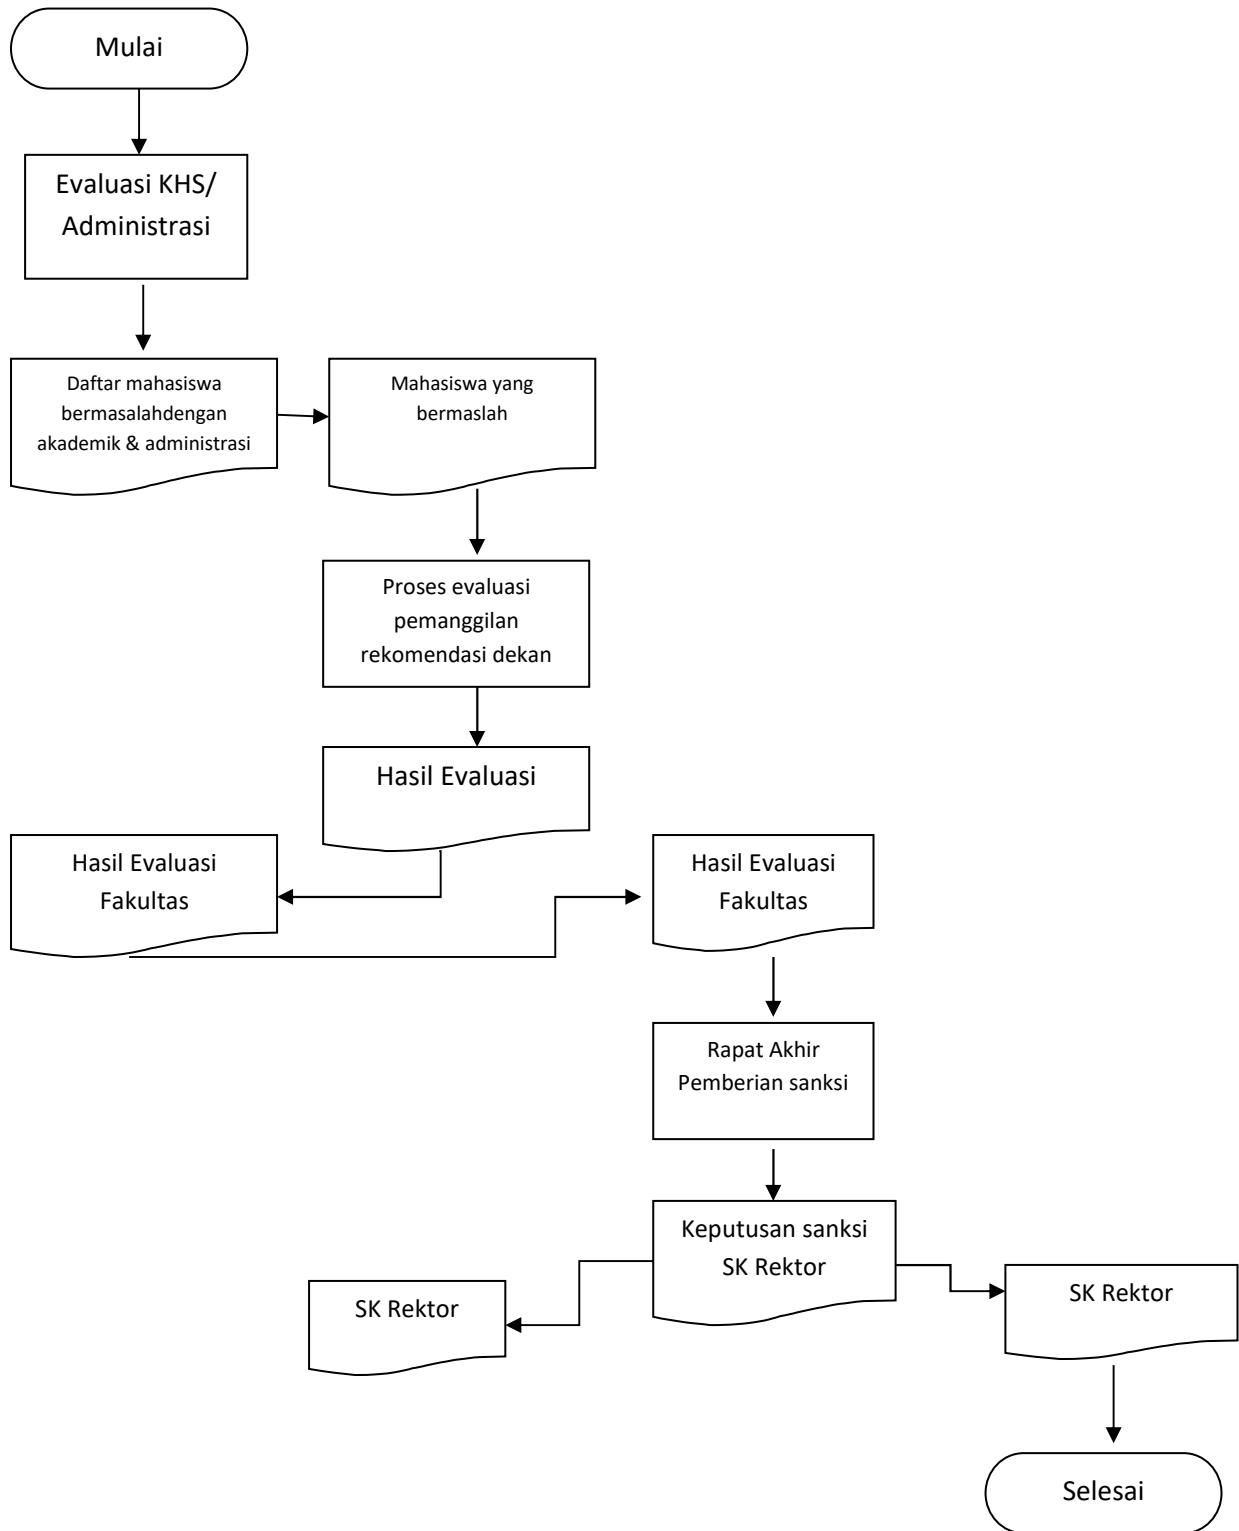 Mulai
Evaluasi KHS/
Administrasi
Daftar mahasiswa
bermasalahdengan
akademik & administrasi
Mahasiswa yang
bermaslah
Proses evaluasi
pemanggilan
rekomendasi dekan
Hasil Evaluasi
Hasil Evaluasi
Fakultas
Hasil Evaluasi
Fakultas
Rapat Akhir
Pemberian sanksi
Keputusan sanksi
SK Rektor
SK Rektor
SK Rektor
Selesai